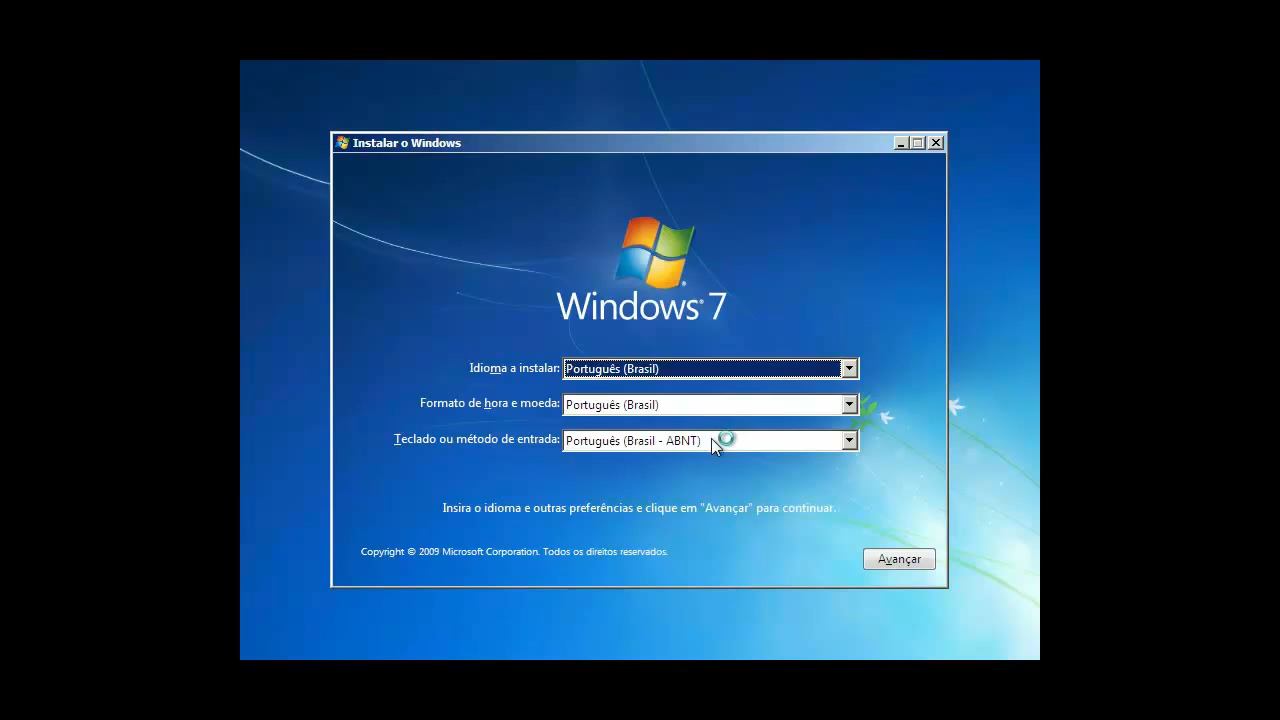 Instalar o Windows
Windows® 7
Idioma a instalar: Português (Brasil)
Formato de hora e moeda: Português (Brasil)
Teclado ou método de entrada: Português (Brasil - ABNT)
Insira o idioma e outras preferências e clique em "Avançar" para continuar.
Copyright © 2009 Microsoft Corporation. Todos os direitos reservados.
Avançar